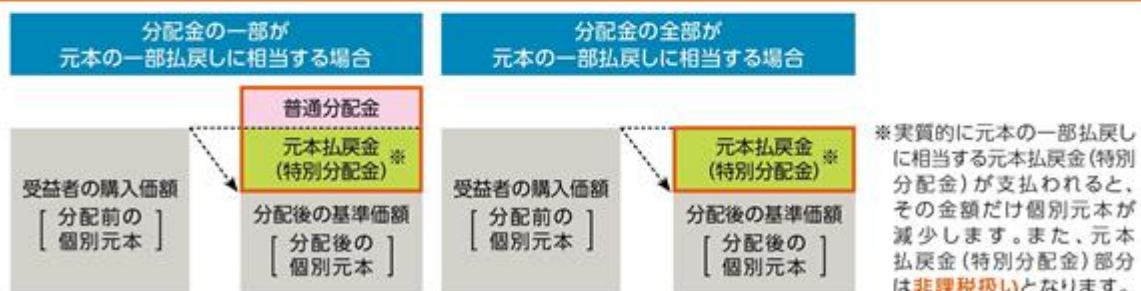 分配金の一部が
元本の一部払戻しに相当する場合
普通分配金
元本払戻金
(特別分配金)※
受益者の購入価額
[分配前の
個別元本]
分配後の基準価額
[分配後の
個別元本]
分配金の全部が
元本の一部払戻しに相当する場合
元本払戻金
(特別分配金)※
受益者の購入価額
[分配前の
個別元本]
分配後の基準価額
[分配後の
個別元本]
※実質的に元本の一部払戻し
に相当する元本払戻金(特別
分配金)が支払われると、
その金額だけ個別元本が
減少します。また、元本
払戻金(特別分配金)部分
は非課税扱いとなります。